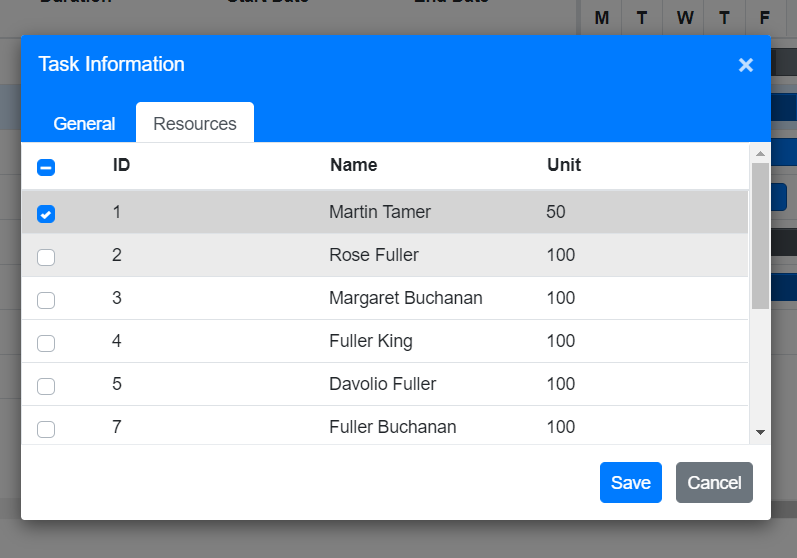 Duration Start Date End Date
M T W T F
Task Information ×
General Resources
ID Name Unit
1 Martin Tamer 50
2 Rose Fuller 100
3 Margaret Buchanan 100
4 Fuller King 100
5 Davolio Fuller 100
7 Fuller Buchanan 100
Save Cancel